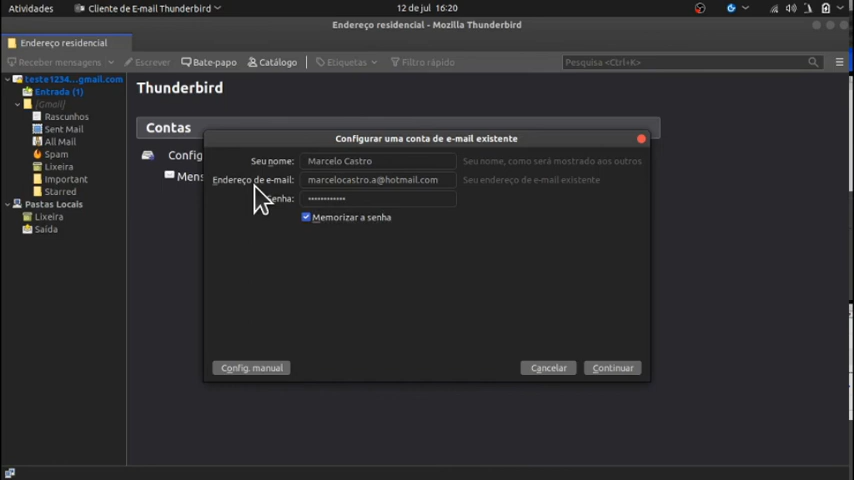 Atividades Cliente de E-mail Thunderbird 12 de jul 16:20
Endereço residencial - Mozilla Thunderbird
Endereço residencial
Receber mensagens Escrever Bate-papo Catálogo Etiquetas Filtro rápido Pesquisa <Ctrl+K>
teste1234...gmail.com
Entrada (1)
[Gmail]
Rascunhos
Sent Mail
All Mail
Spam
Lixeira
Important
Starred
Pastas Locais
Lixeira
Saída
Thunderbird
Contas
Config
Mens
Configurar uma conta de e-mail existente
Seu nome: Marcelo Castro Seu nome, como será mostrado aos outros
Endereço de e-mail: marcelocastro.a@hotmail.com Seu endereço de e-mail existente
Senha: ••••••••••••
Memorizar a senha
Config. manual Cancelar Continuar